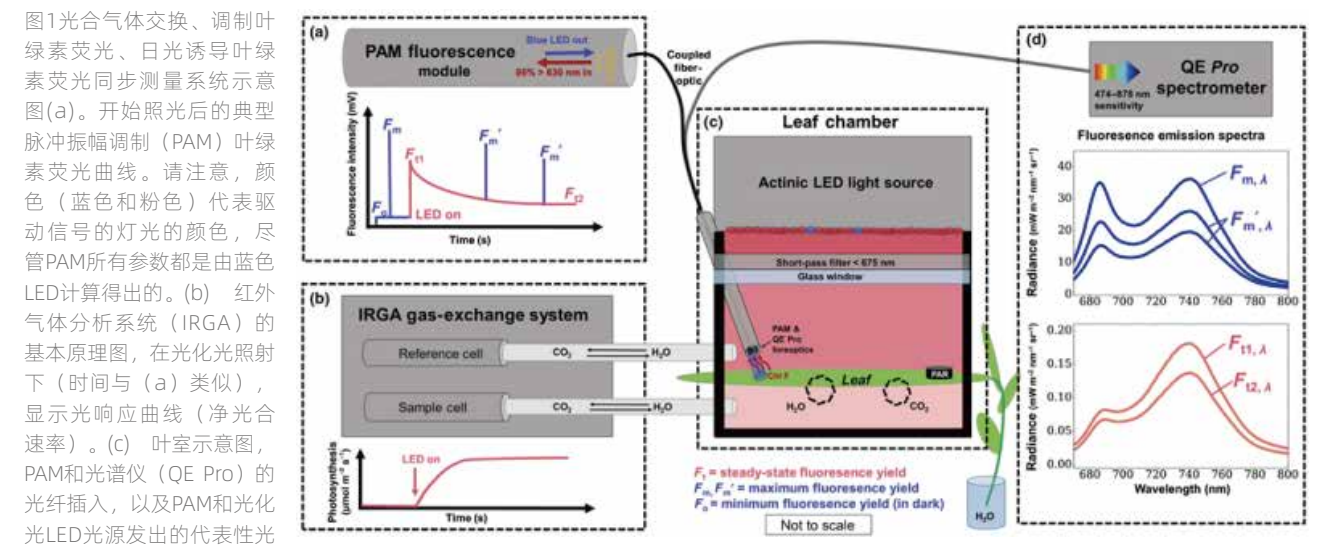 图1光合气体交换、调制叶
绿素荧光、日光诱导叶绿
素荧光同步测量系统示意
图(a)。开始照光后的典型
脉冲振幅调制（PAM）叶绿
素荧光曲线。请注意，颜
色（蓝色和粉色）代表驱
动信号的灯光的颜色，尽
管PAM所有参数都是由蓝色
LED计算得出的。(b) 红外
气体分析系统（IRGA）的
基本原理图，在光化光照射
下（时间与（a）类似），
显示光响应曲线（净光合
速率）。(c) 叶室示意图，
PAM和光谱仪（QE Pro）的
光纤插入，以及PAM和光化
光LED光源发出的代表性光
(a)
PAM fluorescence
module
Blue LED out
90% > 630 nm in
Fluorescence intensity (mV)
Fm
Ft1
Fm'
Fm'
Ft2
Fo
LED on
Time (s)
Coupled
fiber-
optic
(b)
IRGA gas-exchange system
Reference cell
CO2
H2O
Sample cell
CO2
H2O
Photosynthesis
(μmol m−2 s−1)
LED on
Time (s)
(c)
Leaf chamber
Actinic LED light source
Short-pass filter < 675 nm
Glass window
PAM &
QE Pro
foreoptics
Chl F
Leaf
PAR
H2O
CO2
Ft = steady-state fluoresence yield
Fm, Fm' = maximum fluoresence yield
Fo = minimum fluoresence yield (in dark)
Not to scale
H2O
(d)
QE Pro
spectrometer
474–878 nm
sensitivity
Fluoresence emission spectra
Radiance (mW m−2 nm−1 sr−1)
40
30
20
10
0
Fm, λ
Fm', λ
680 700 720 740 760 780 800
Radiance (mW m−2 nm−1 sr−1)
0.20
0.15
0.10
0.05
0.00
Ft1, λ
Ft2, λ
680 700 720 740 760 780 800
Wavelength (nm)